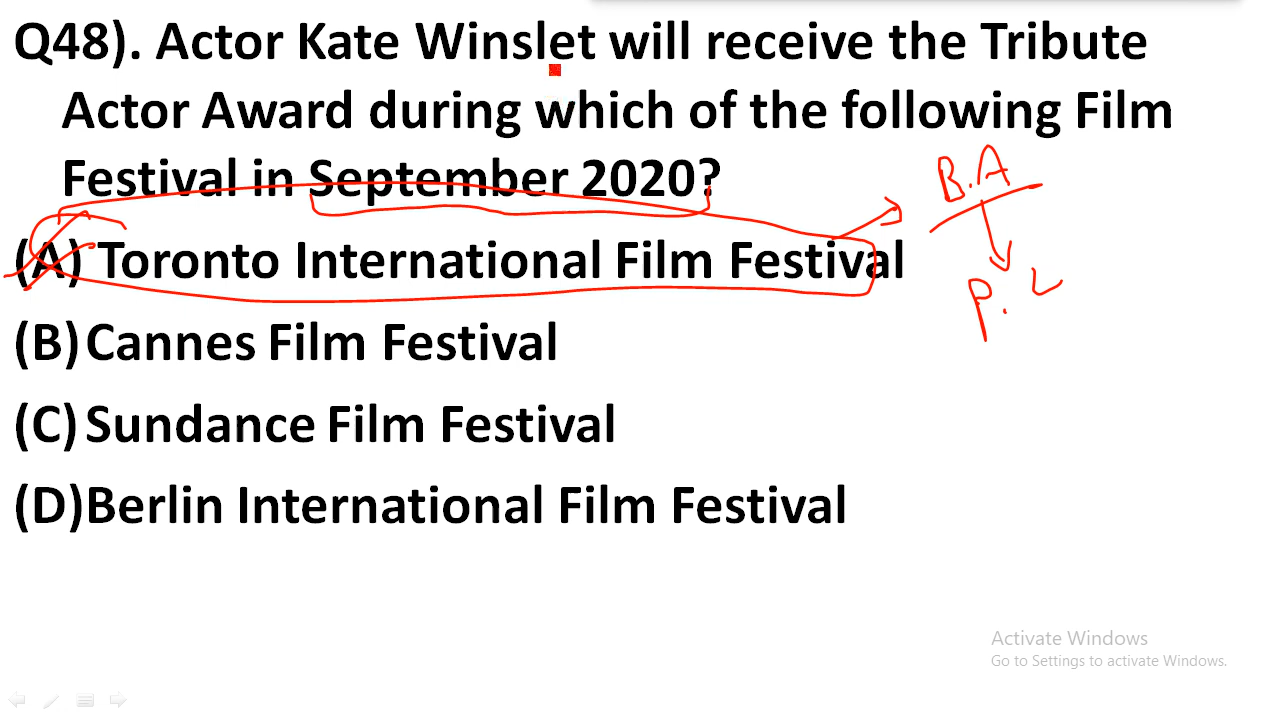 Q48). Actor Kate Winslet will receive the Tribute
Actor Award during which of the following Film
Festival in September 2020?
(A) Toronto International Film Festival
B.A
P.L
(B) Cannes Film Festival
(C) Sundance Film Festival
(D) Berlin International Film Festival
Activate Windows
Go to Settings to activate Windows.